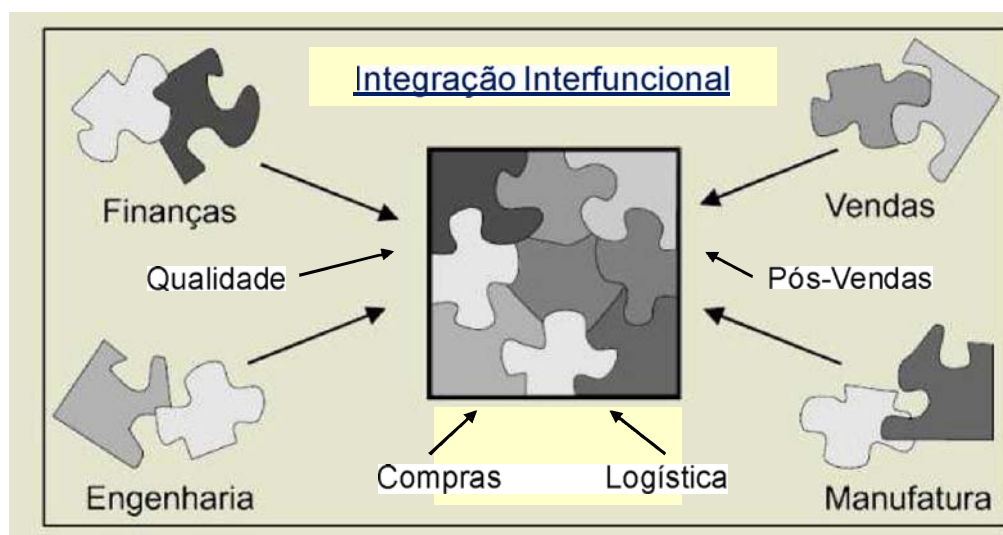 Integração Interfuncional
Finanças
Vendas
Qualidade
Pós-Vendas
Engenharia
Compras
Logística
Manufatura